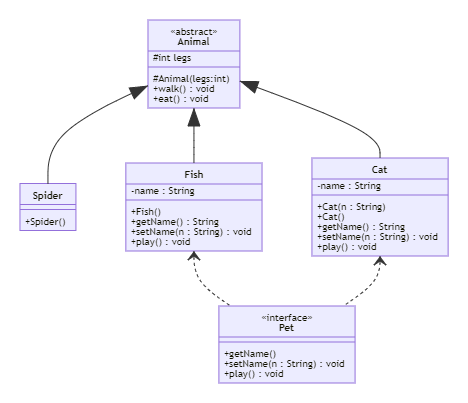 «abstract»
Animal
#int legs
#Animal(legs:int)
+walk() : void
+eat() : void
Spider
+Spider()
Fish
-name : String
+Fish()
+getName() : String
+setName(n : String) : void
+play() : void
Cat
-name : String
+Cat(n : String)
+Cat()
+getName() : String
+setName(n : String) : void
+play() : void
«interface»
Pet
+getName()
+setName(n : String) : void
+play() : void